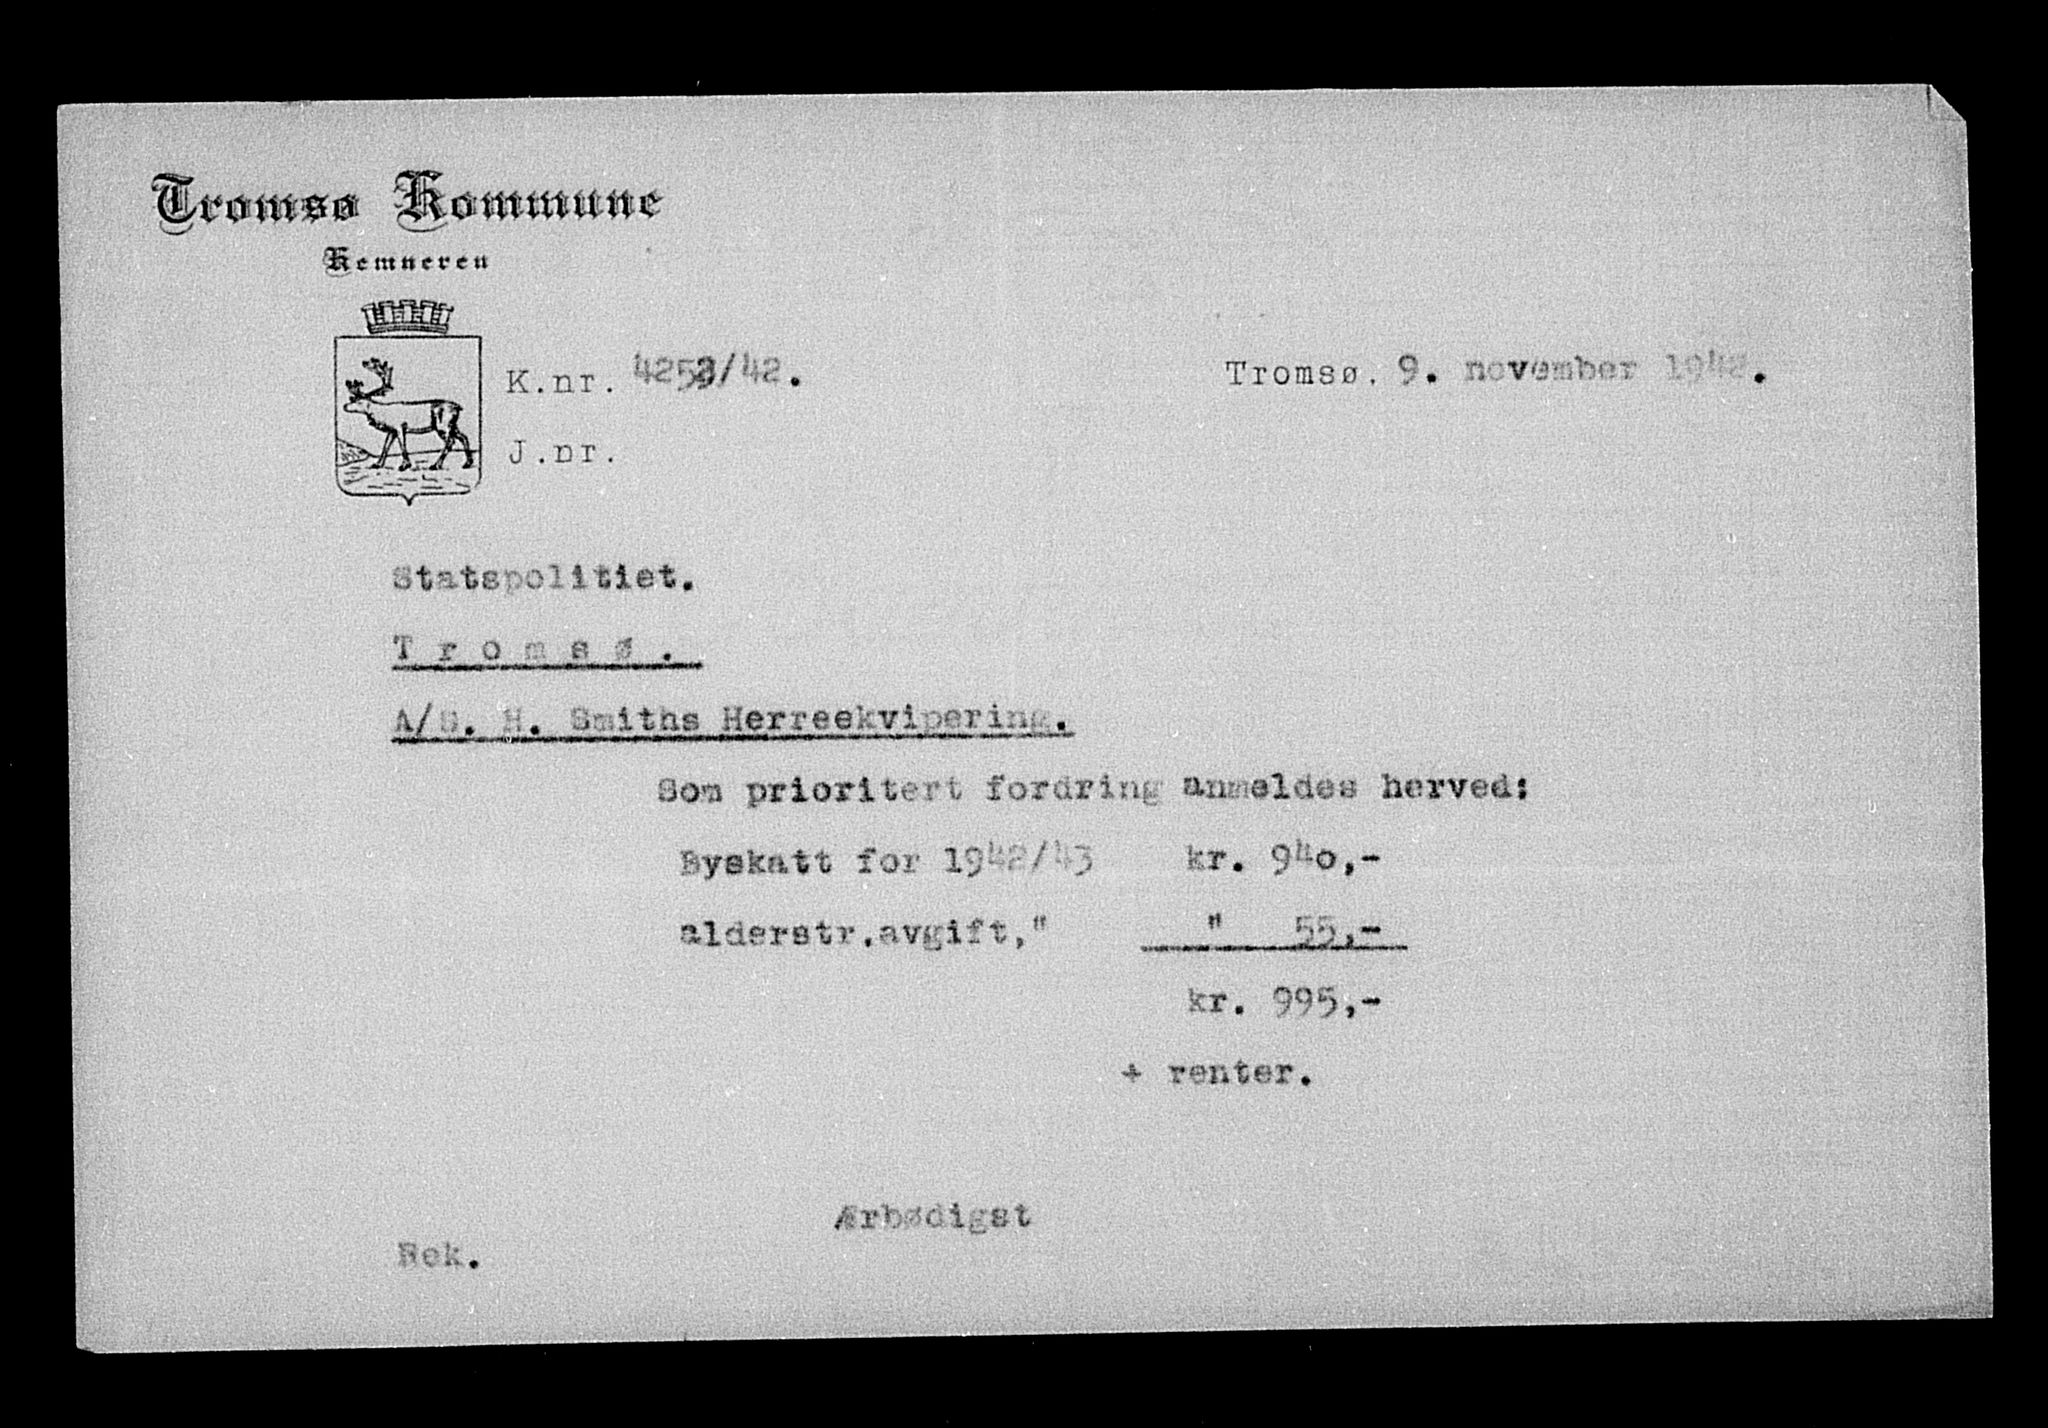 Tromsø Kommune
Kemneren
K.nr. 4253/42.
Tromsø, 9. november 1942.
J.nr.
Statspolitiet.
Tromsø.
A/S. H. Smiths Herreekvipering.
Som prioritert fordring anmeldes herved:
Byskatt for 1942/43 kr. 940,-
alderstr.avgift," " 55,-
kr. 995,-
+ renter.
Ærbødigst
Rek.